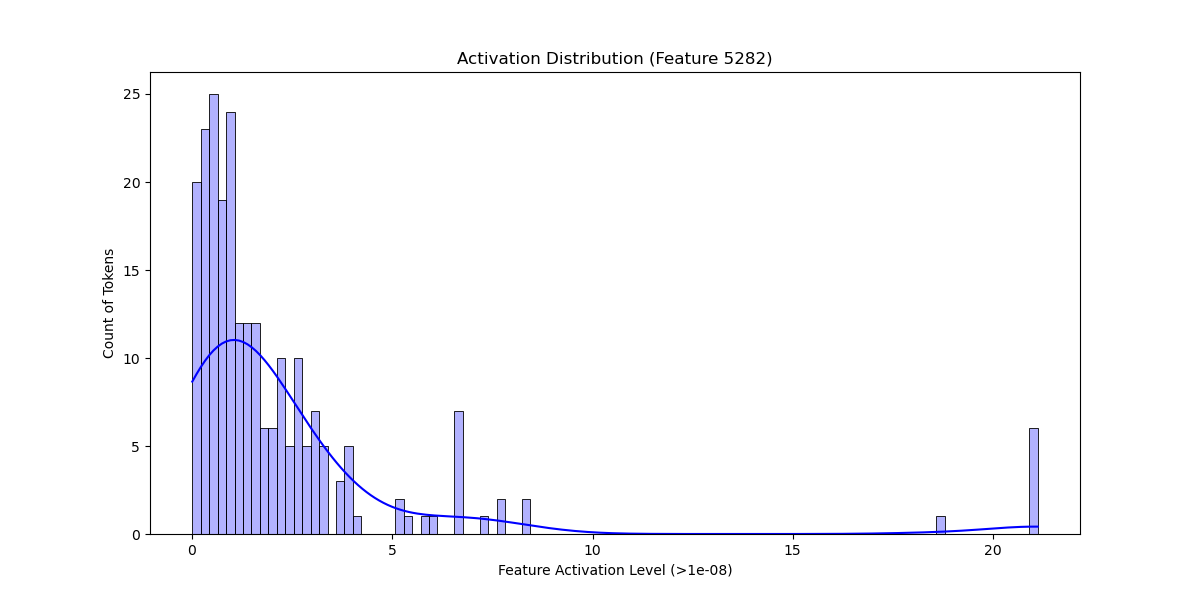 Activation Distribution (Feature 5282)
25
20
15
10
5
0
Count of Tokens
0 5 10 15 20
Feature Activation Level (>1e-08)